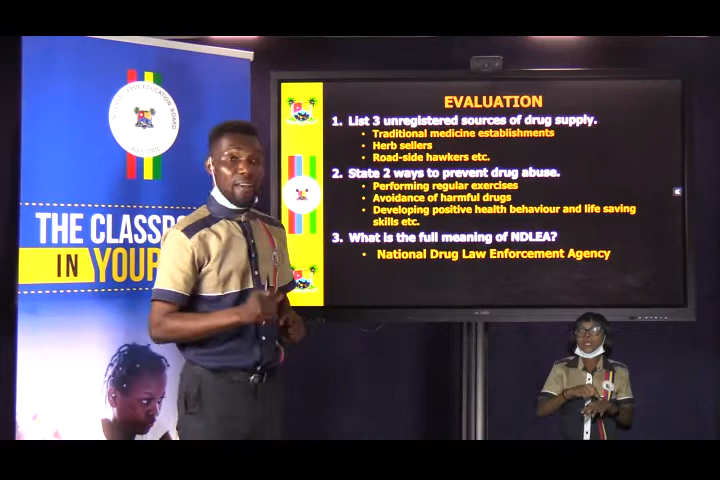 THE CLASSR
IN YOUR
EVALUATION
1. List 3 unregistered sources of drug supply.
• Traditional medicine establishments
• Herb sellers
• Road-side hawkers etc.
2. State 2 ways to prevent drug abuse.
• Performing regular exercises
• Avoidance of harmful drugs
• Developing positive health behaviour and life saving
skills etc.
3. What is the full meaning of NDLEA?
• National Drug Law Enforcement Agency